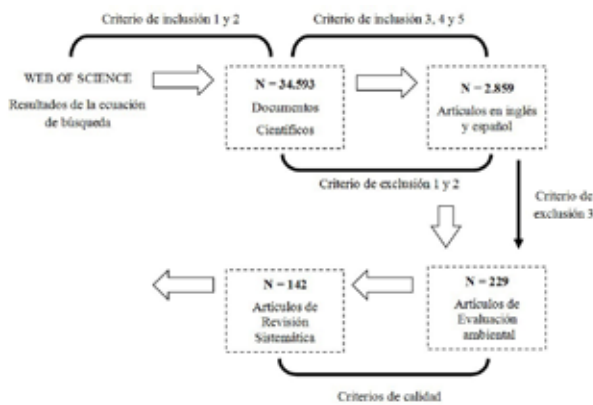 Criterio de inclusión 1 y 2
Criterio de inclusión 3, 4 y 5
WEB OF SCIENCE
Resultados de la ecuación
de búsqueda
N = 34.593
Documentos
Científicos
N = 2.859
Artículos en inglés
y español
Criterio de exclusión 1 y 2
Criterio de
exclusión 3
N = 142
Artículos de
Revisión
Sistemática
N = 229
Artículos de
Evaluación
ambiental
Criterios de calidad